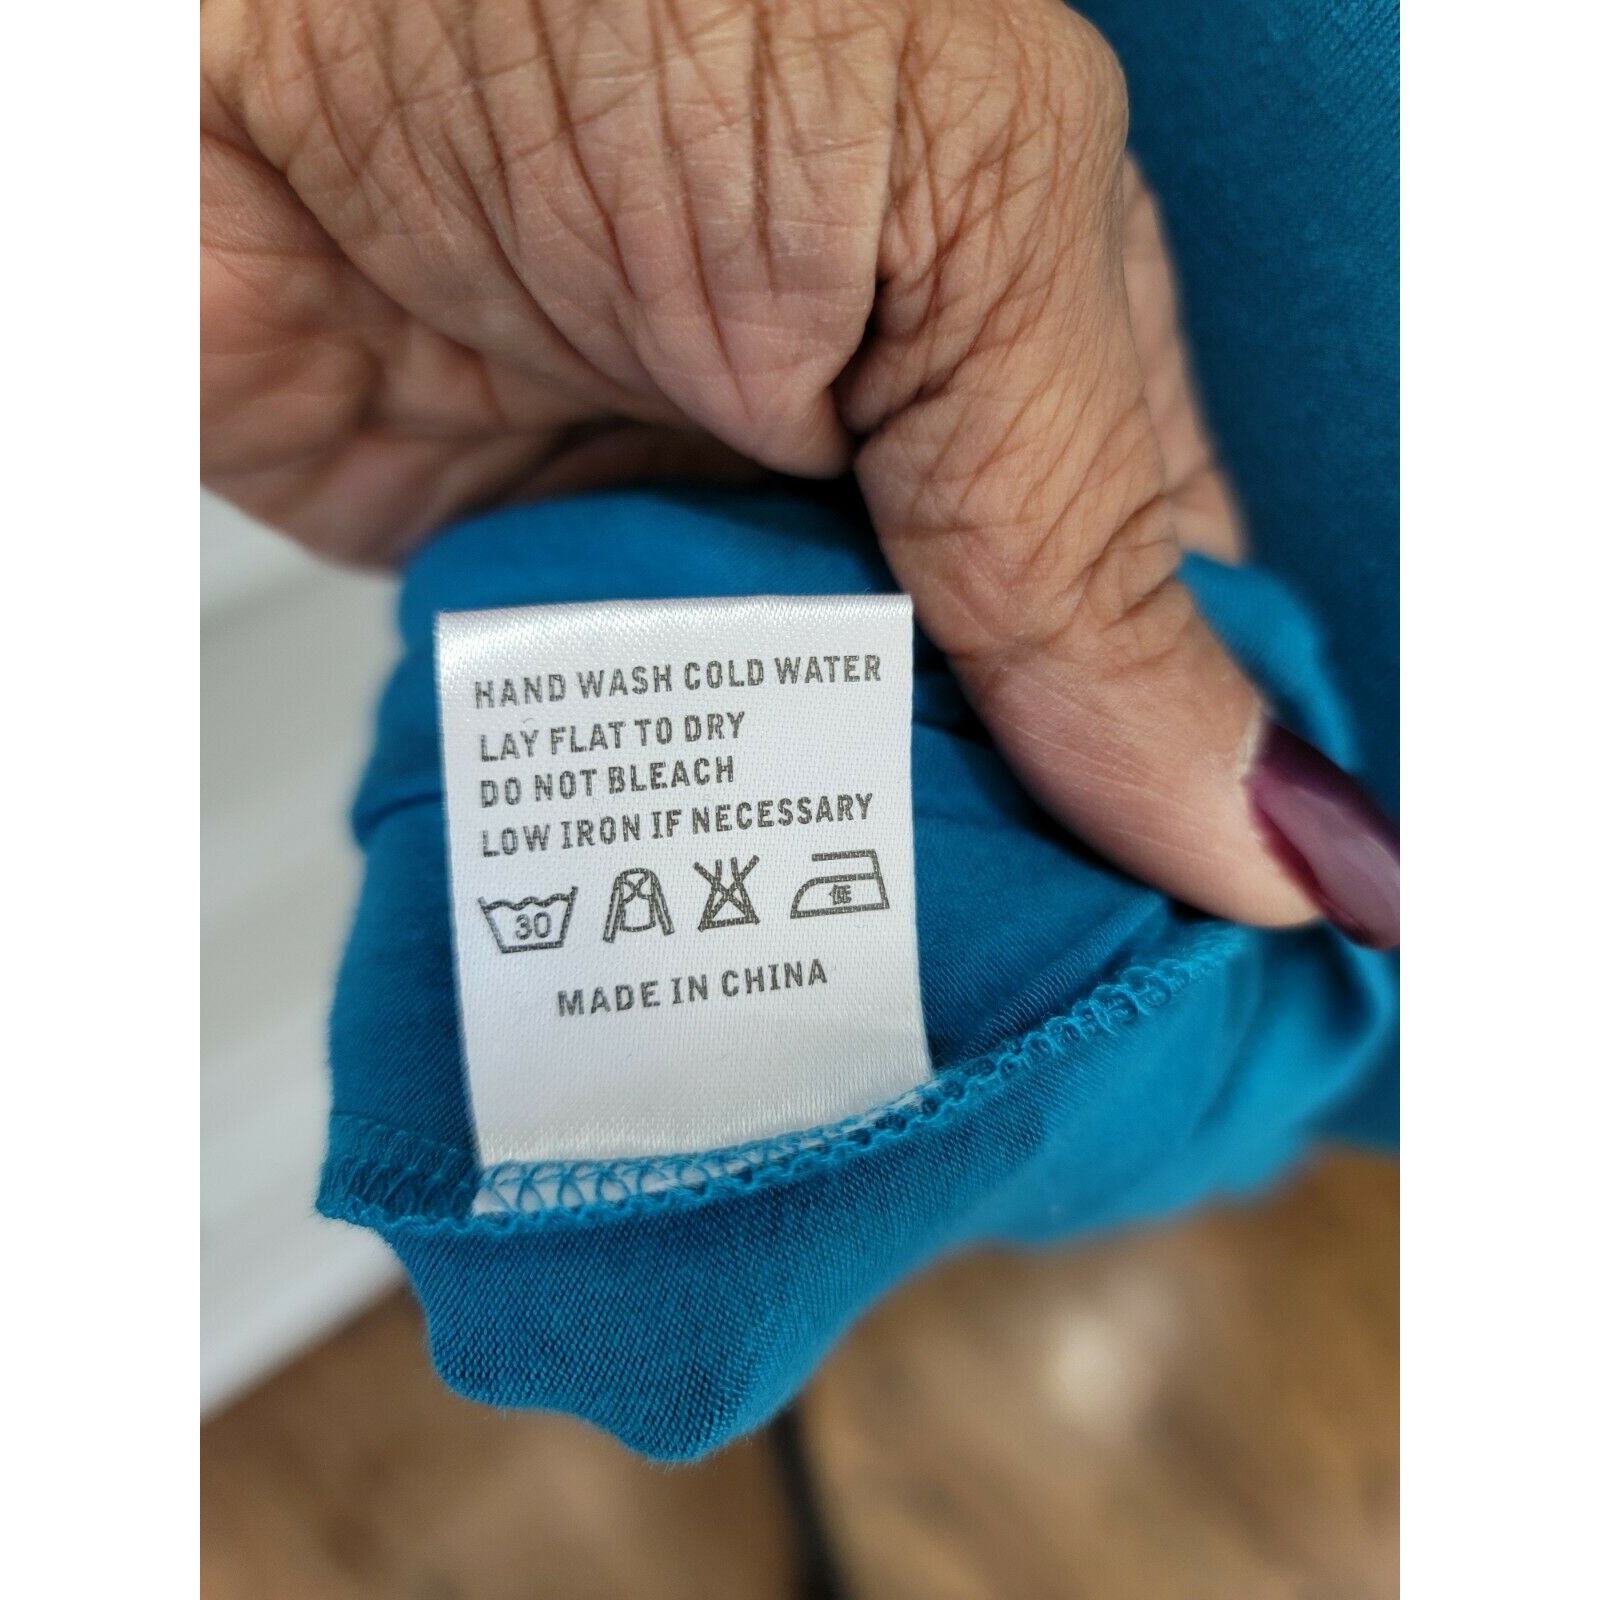 HAND WASH COLD WATER
LAY FLAT TO DRY
DO NOT BLEACH
LOW IRON IF NECESSARY
30
MADE IN CHINA